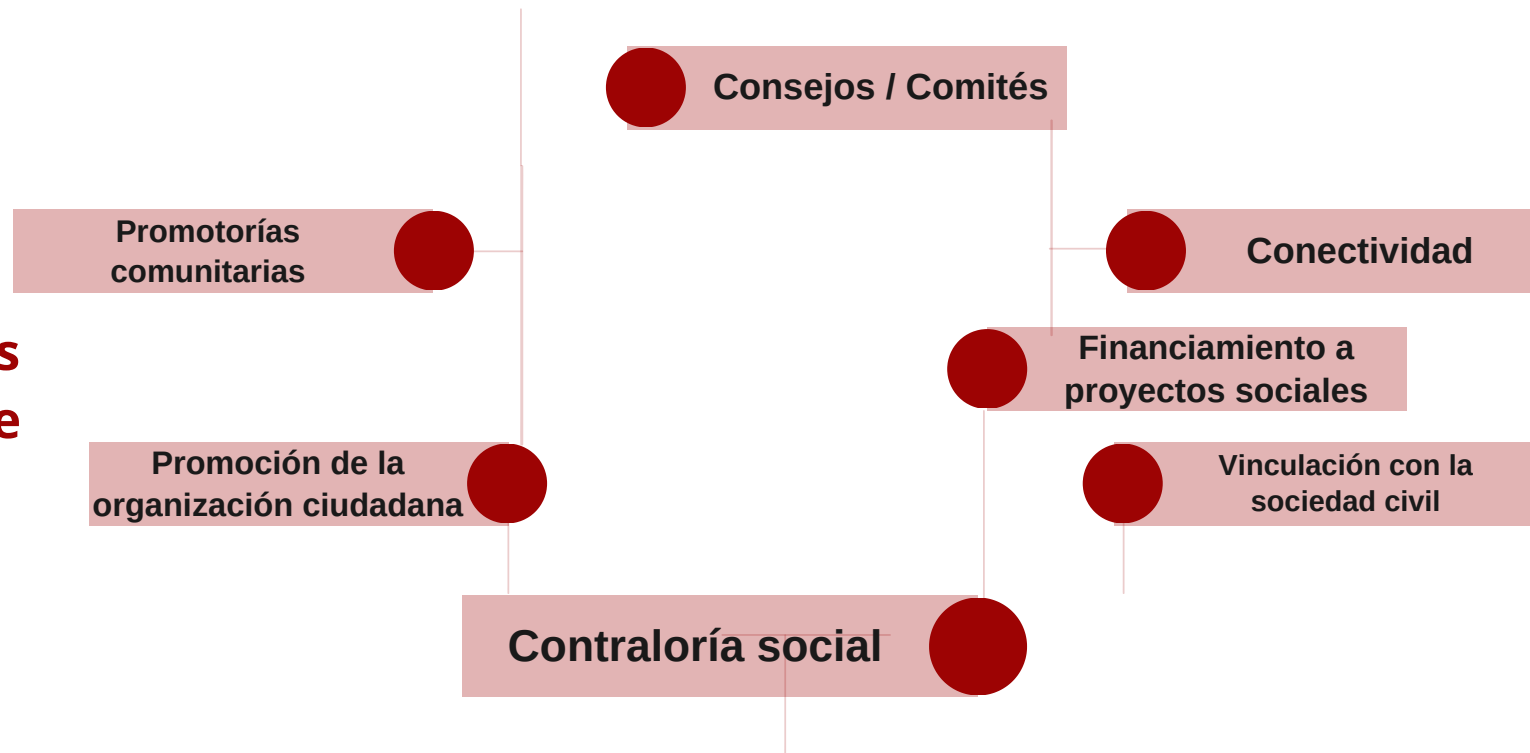 Consejos / Comités
Promotorías
comunitarias
Conectividad
s
e
Financiamiento a
proyectos sociales
Promoción de la
organización ciudadana
Vinculación con la
sociedad civil
Contraloría social